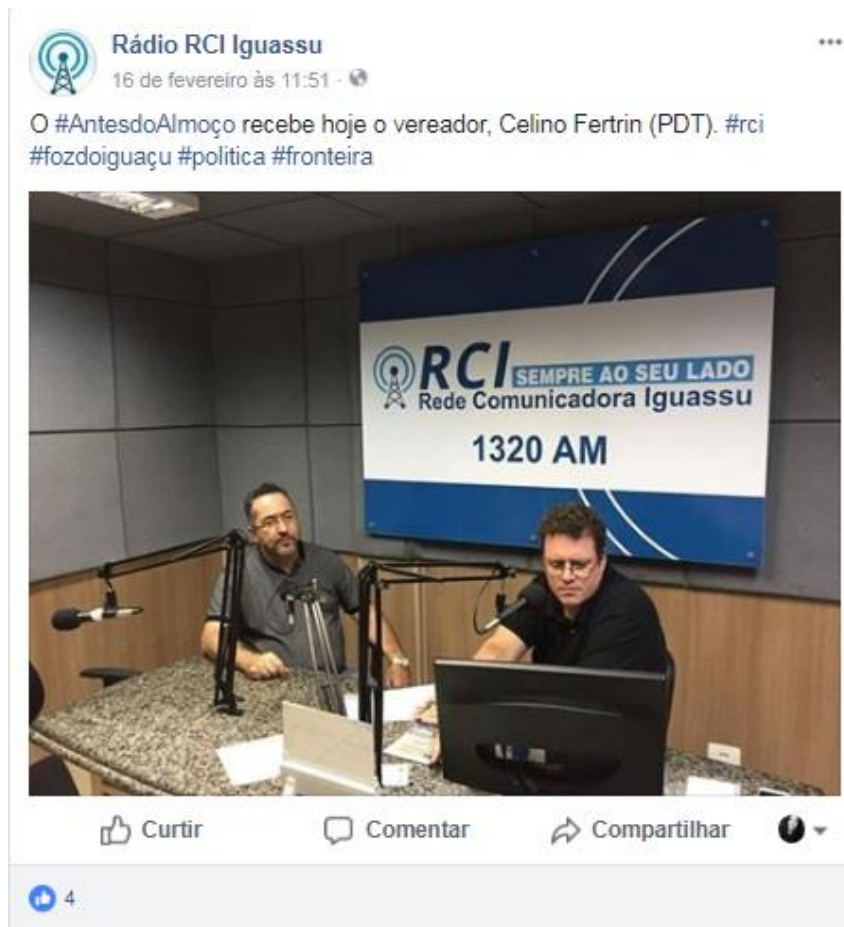 Rádio RCI Iguassu
16 de fevereiro às 11:51 ·
O #AntesdoAlmoço recebe hoje o vereador, Celino Fertrin (PDT). #rci
#fozdoiguaçu #politica #fronteira
RCI SEMPRE AO SEU LADO
Rede Comunicadora Iguassu
1320 AM
Curtir Comentar Compartilhar
4